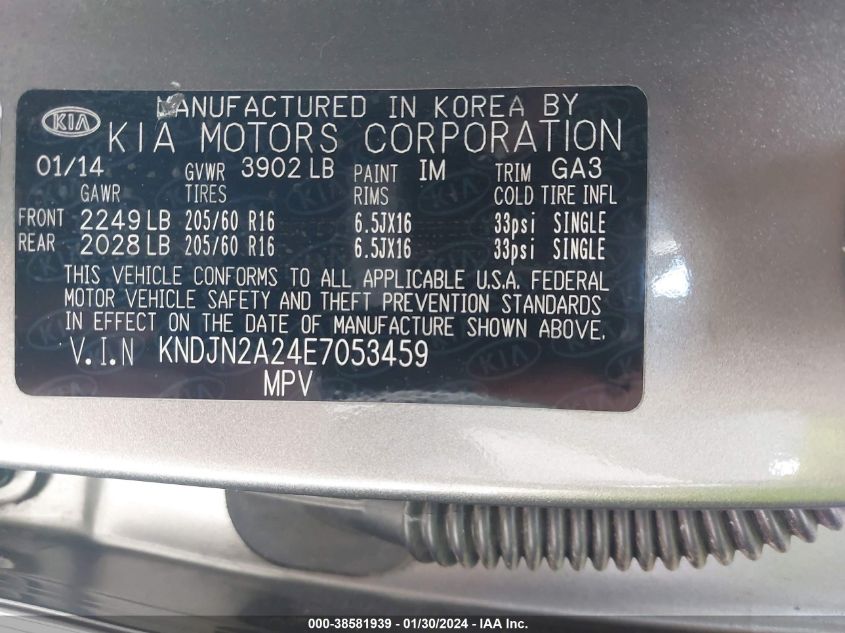 MANUFACTURED IN KOREA BY
KIA KIA MOTORS CORPORATION
01/14 GVWR 3902 LB PAINT IM TRIM GA3
GAWR TIRES RIMS COLD TIRE INFL
FRONT 2249 LB 205/60 R16 6.5JX16 33psi SINGLE
REAR 2028 LB 205/60 R16 6.5JX16 33psi SINGLE
THIS VEHICLE CONFORMS TO ALL APPLICABLE U.S.A. FEDERAL
MOTOR VEHICLE SAFETY AND THEFT PREVENTION STANDARDS
IN EFFECT ON THE DATE OF MANUFACTURE SHOWN ABOVE.
V.I.N KNDJN2A24E7053459
MPV
000-38581939 - 01/30/2024 - IAA Inc.